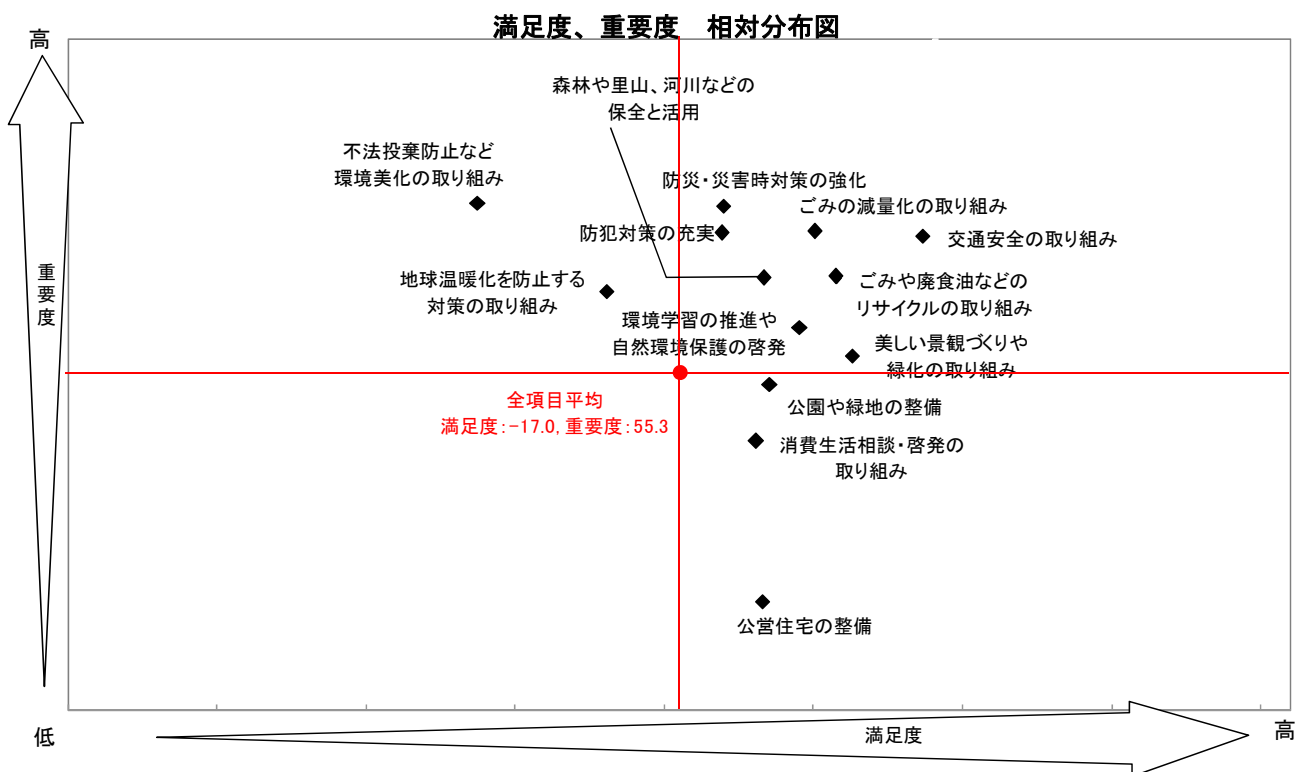 満足度、重要度　相対分布図
高
森林や里山、河川などの
保全と活用
不法投棄防止など
環境美化の取り組み
防災・災害時対策の強化
ごみの減量化の取り組み
防犯対策の充実
交通安全の取り組み
重要度
地球温暖化を防止する
対策の取り組み
ごみや廃食油などの
リサイクルの取り組み
環境学習の推進や
自然環境保護の啓発
美しい景観づくりや
緑化の取り組み
全項目平均
満足度:-17.0, 重要度:55.3
公園や緑地の整備
消費生活相談・啓発の
取り組み
公営住宅の整備
低
満足度
高